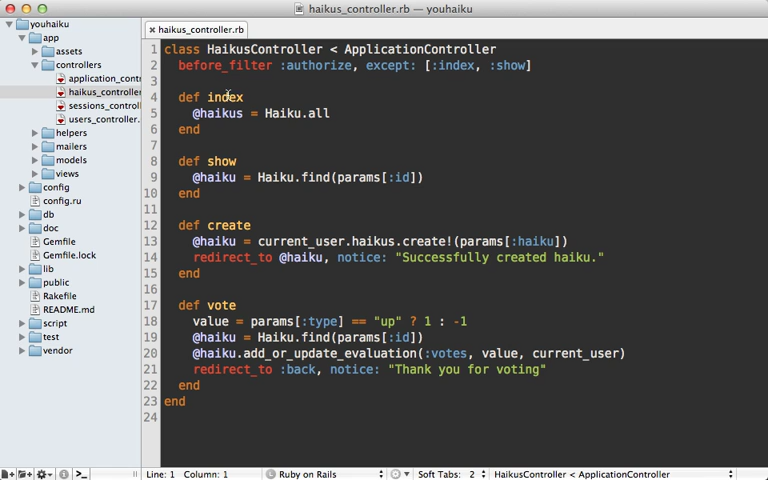 haikus_controller.rb — youhaiku
youhaiku
app
assets
controllers
application_cont
haikus_controller
sessions_control
users_controller.
helpers
mailers
models
views
config
config.ru
db
doc
Gemfile
Gemfile.lock
lib
public
Rakefile
README.md
script
test
vendor
× haikus_controller.rb
1 class HaikusController < ApplicationController
2 before_filter :authorize, except: [:index, :show]
3
4 def index
5 @haikus = Haiku.all
6 end
7
8 def show
9 @haiku = Haiku.find(params[:id])
10 end
11
12 def create
13 @haiku = current_user.haikus.create!(params[:haiku])
14 redirect_to @haiku, notice: "Successfully created haiku."
15 end
16
17 def vote
18 value = params[:type] == "up" ? 1 : -1
19 @haiku = Haiku.find(params[:id])
20 @haiku.add_or_update_evaluation(:votes, value, current_user)
21 redirect_to :back, notice: "Thank you for voting"
22 end
23 end
24
Line: 1 Column: 1 Ruby on Rails Soft Tabs: 2 HaikusController < ApplicationController